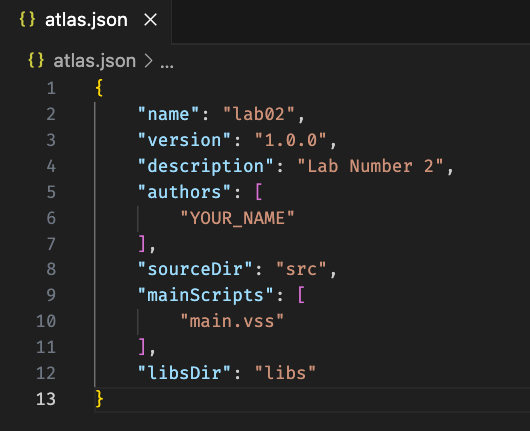 {} atlas.json ×
{} atlas.json > ...
1 {
2     "name": "lab02",
3     "version": "1.0.0",
4     "description": "Lab Number 2",
5     "authors": [
6         "YOUR_NAME"
7     ],
8     "sourceDir": "src",
9     "mainScripts": [
10         "main.vss"
11     ],
12     "libsDir": "libs"
13 }